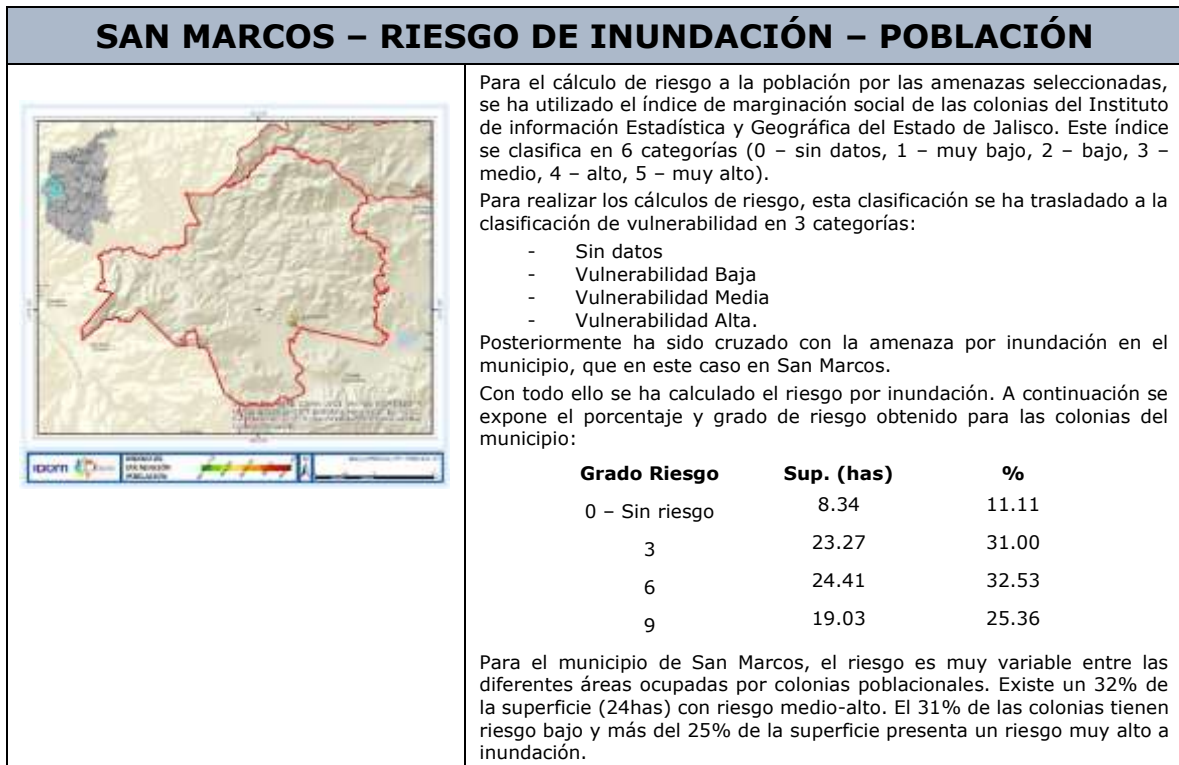 SAN MARCOS – RIESGO DE INUNDACIÓN – POBLACIÓN
Para el cálculo de riesgo a la población por las amenazas seleccionadas,
se ha utilizado el índice de marginación social de las colonias del Instituto
de información Estadística y Geográfica del Estado de Jalisco. Este índice
se clasifica en 6 categorías (0 – sin datos, 1 – muy bajo, 2 – bajo, 3 –
medio, 4 – alto, 5 – muy alto).
Para realizar los cálculos de riesgo, esta clasificación se ha trasladado a la
clasificación de vulnerabilidad en 3 categorías:
- Sin datos
- Vulnerabilidad Baja
- Vulnerabilidad Media
- Vulnerabilidad Alta.
Posteriormente ha sido cruzado con la amenaza por inundación en el
municipio, que en este caso en San Marcos.
Con todo ello se ha calculado el riesgo por inundación. A continuación se
expone el porcentaje y grado de riesgo obtenido para las colonias del
municipio:
Grado Riesgo Sup. (has) %
0 – Sin riesgo 8.34 11.11
3 23.27 31.00
6 24.41 32.53
9 19.03 25.36
Para el municipio de San Marcos, el riesgo es muy variable entre las
diferentes áreas ocupadas por colonias poblacionales. Existe un 32% de
la superficie (24has) con riesgo medio-alto. El 31% de las colonias tienen
riesgo bajo y más del 25% de la superficie presenta un riesgo muy alto a
inundación.
IDOM